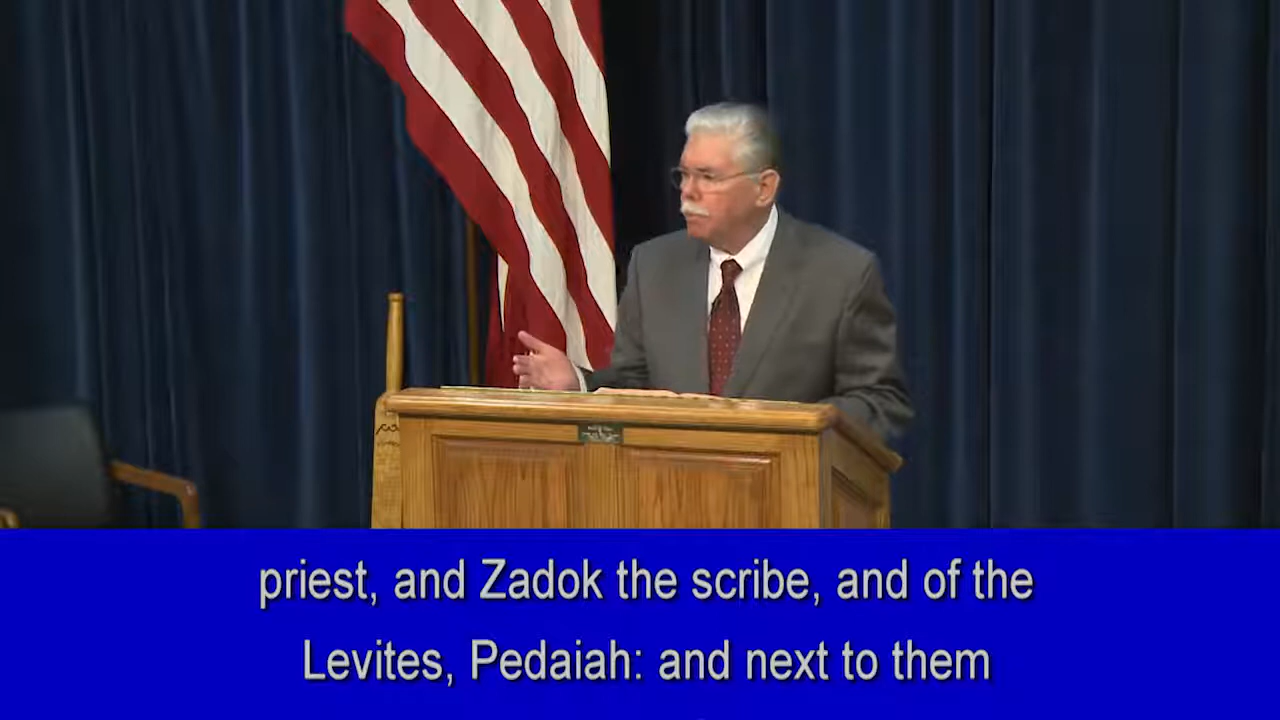 priest, and Zadok the scribe, and of the
Levites, Pedaiah: and next to them